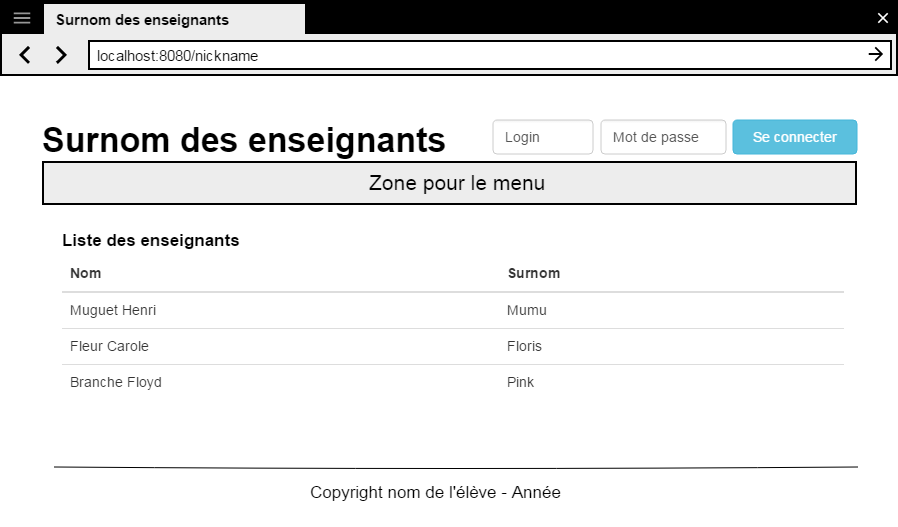 Surnom des enseignants
localhost:8080/nickname
Surnom des enseignants
Login
Mot de passe
Se connecter
Zone pour le menu
Liste des enseignants
Nom Surnom
Muguet Henri Mumu
Fleur Carole Floris
Branche Floyd Pink
Copyright nom de l'élève - Année